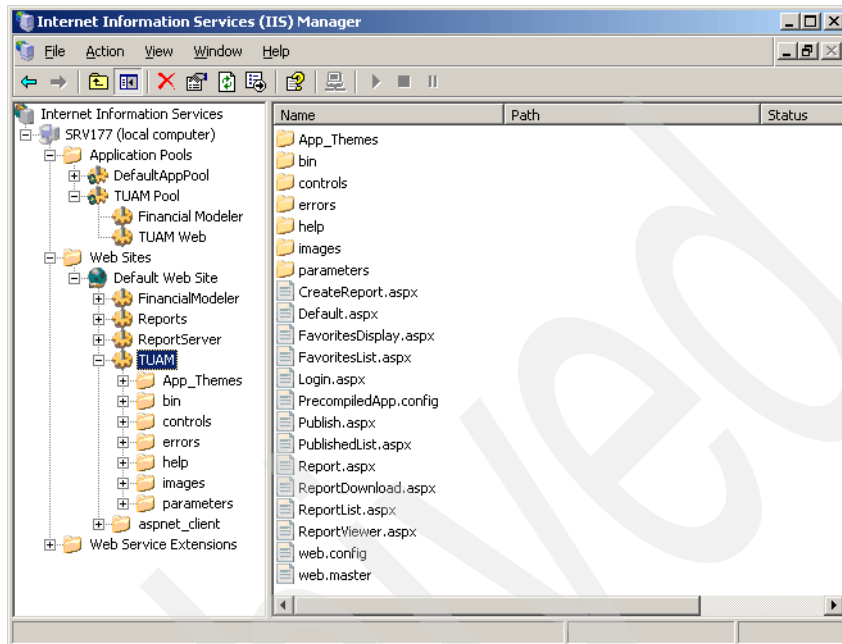 Internet Information Services (IIS) Manager
File Action View Window Help
Internet Information Services
SRV177 (local computer)
Application Pools
DefaultAppPool
TUAM Pool
Financial Modeler
TUAM Web
Web Sites
Default Web Site
FinancialModeler
Reports
ReportServer
TUAM
App_Themes
bin
controls
errors
help
images
parameters
aspnet_client
Web Service Extensions
Name Path Status
App_Themes
bin
controls
errors
help
images
parameters
CreateReport.aspx
Default.aspx
FavoritesDisplay.aspx
FavoritesList.aspx
Login.aspx
PrecompiledApp.config
Publish.aspx
PublishedList.aspx
Report.aspx
ReportDownload.aspx
ReportList.aspx
ReportViewer.aspx
web.config
web.master